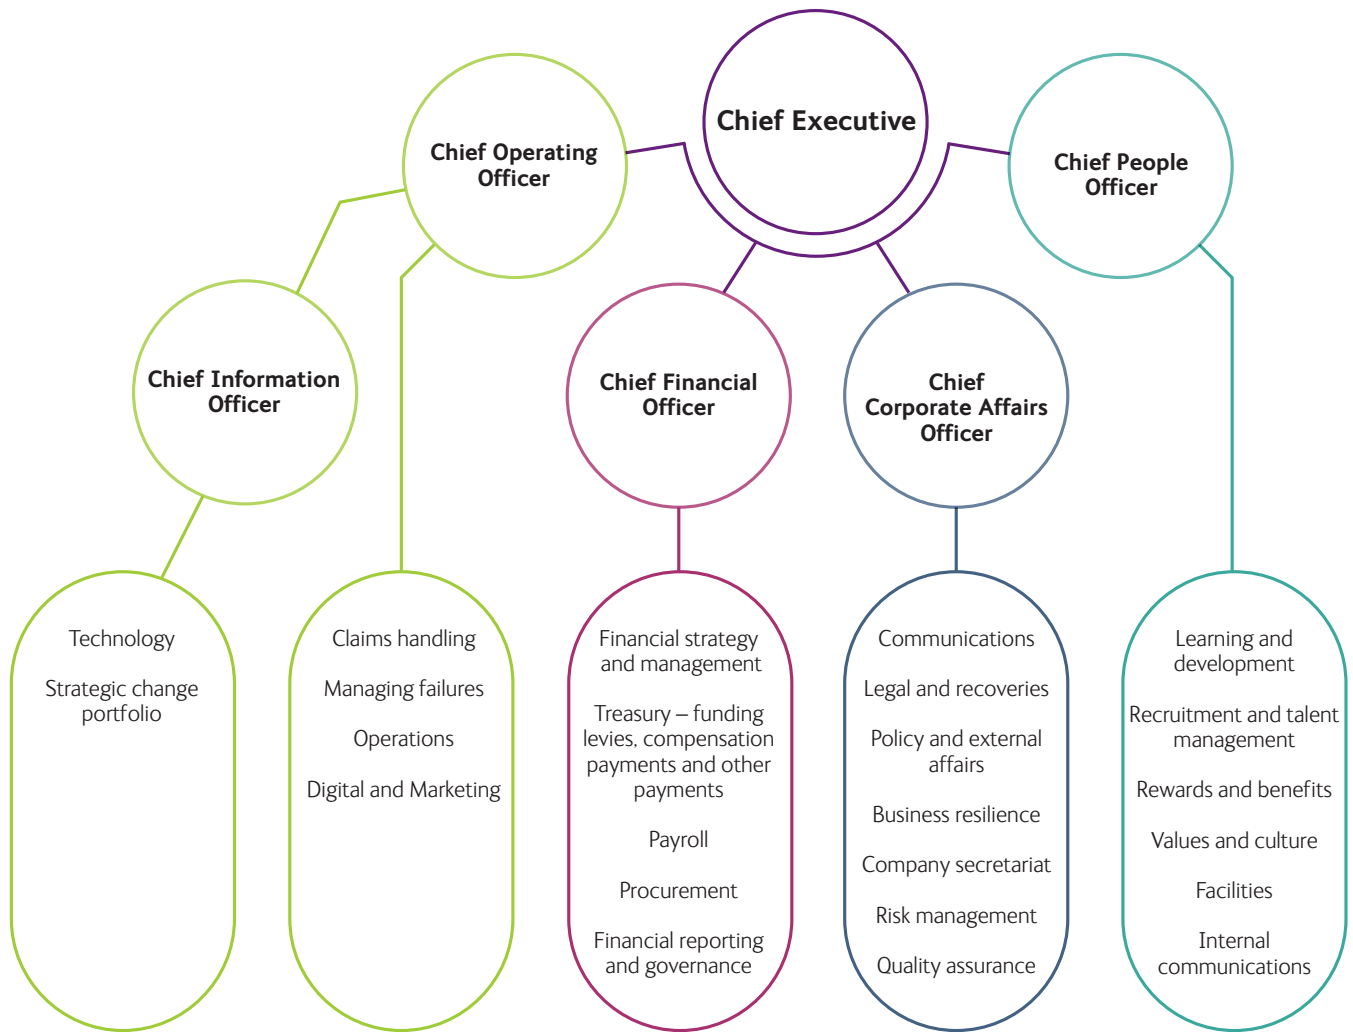 Chief Executive
Chief Operating
Officer
Chief People
Officer
Chief Information
Officer
Chief Financial
Officer
Chief
Corporate Affairs
Officer
Technology
Strategic change
portfolio
Claims handling
Managing failures
Operations
Digital and Marketing
Financial strategy
and management
Treasury – funding
levies, compensation
payments and other
payments
Payroll
Procurement
Financial reporting
and governance
Communications
Legal and recoveries
Policy and external
affairs
Business resilience
Company secretariat
Risk management
Quality assurance
Learning and
development
Recruitment and talent
management
Rewards and benefits
Values and culture
Facilities
Internal
communications